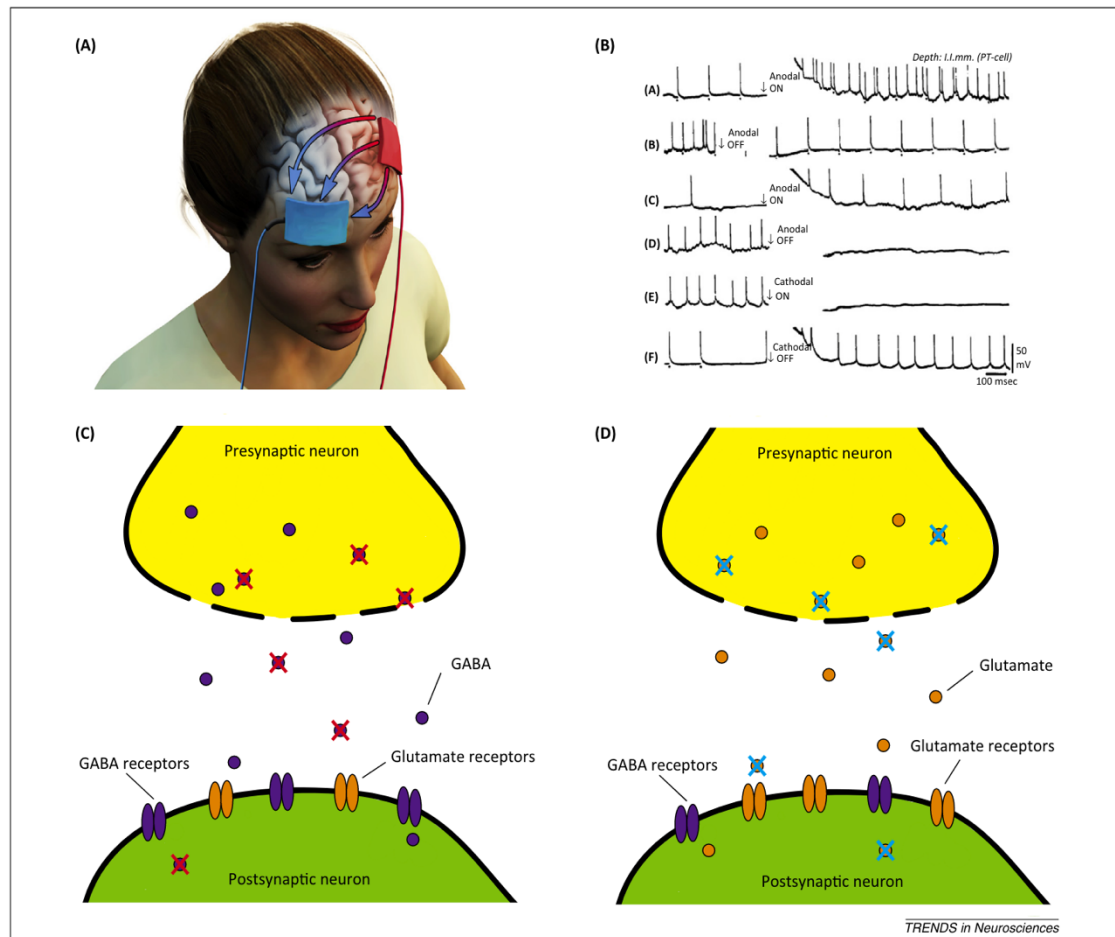 (A)
(B)
Depth: I.I.mm. (PT-cell)
(A)
Anodal
ON
(B)
Anodal
OFF
(C)
Anodal
ON
(D)
Anodal
OFF
(E)
Cathodal
ON
(F)
Cathodal
OFF
50
mV
100 msec
(C)
Presynaptic neuron
GABA
GABA receptors
Glutamate receptors
Postsynaptic neuron
(D)
Presynaptic neuron
Glutamate
GABA receptors
Glutamate receptors
Postsynaptic neuron
TRENDS in Neurosciences